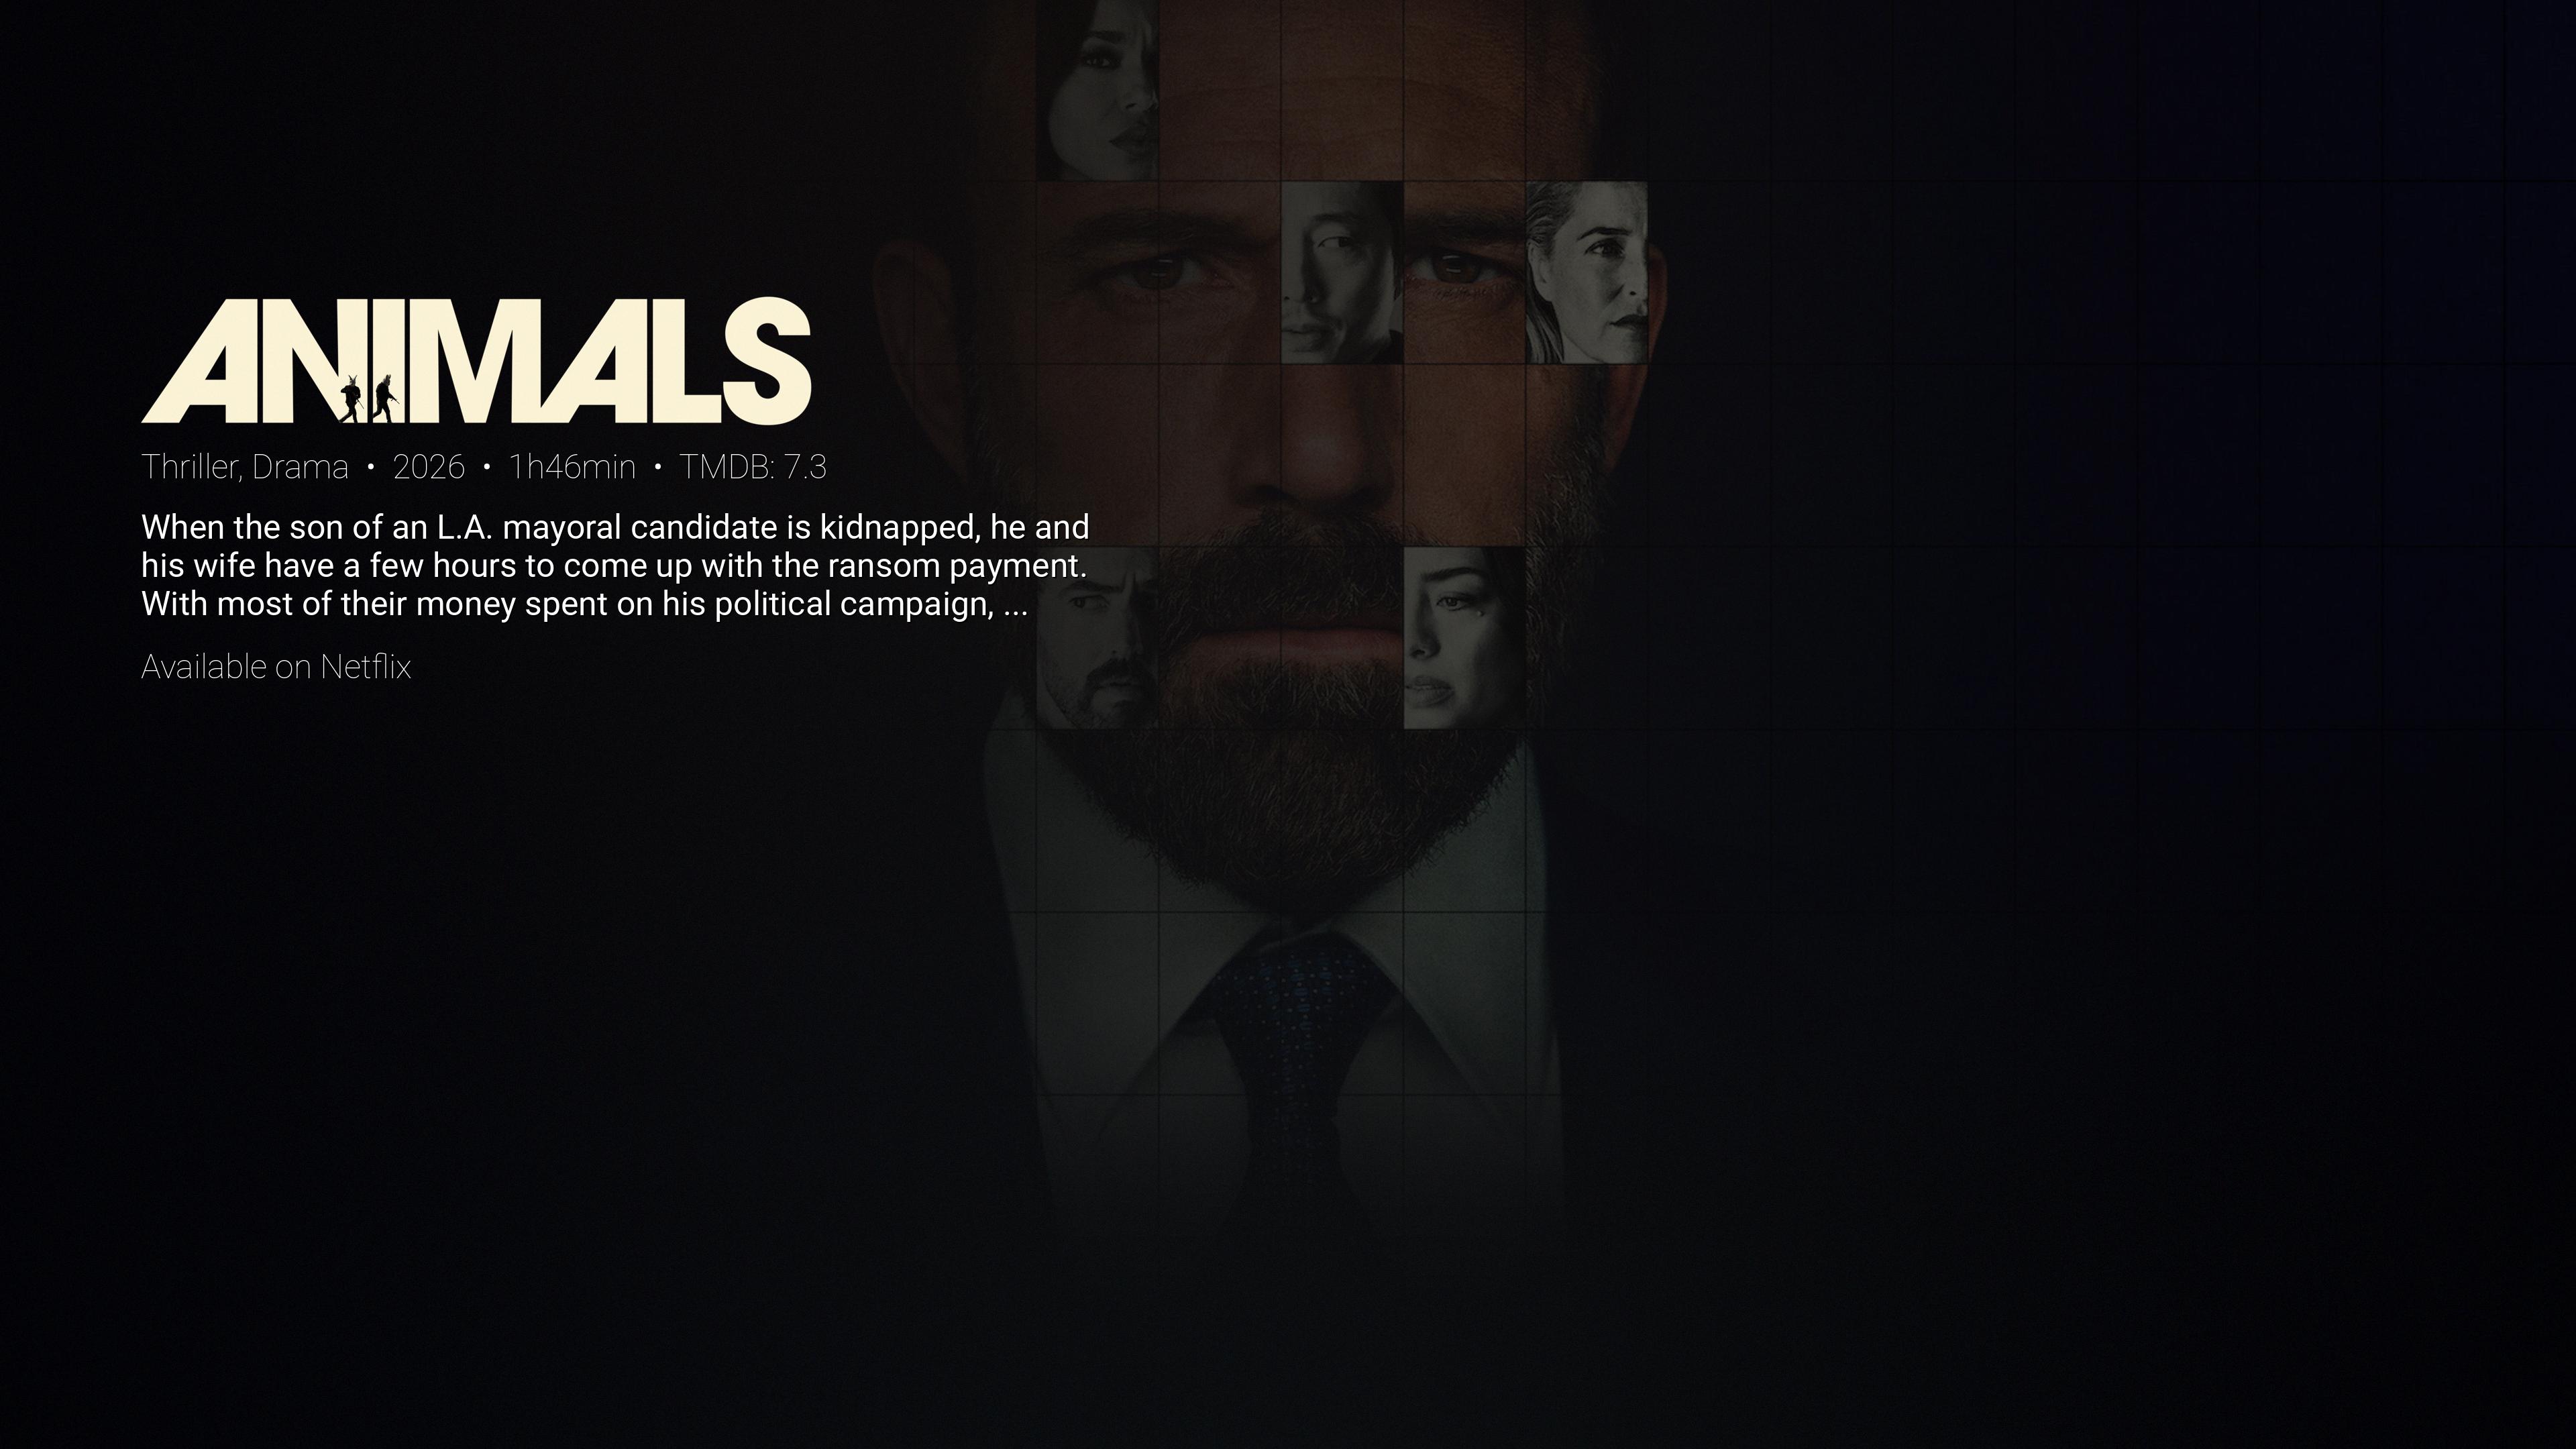 ANIMALS
Thriller, Drama • 2026 • 1h46min • TMDB: 7.3
When the son of an L.A. mayoral candidate is kidnapped, he and
his wife have a few hours to come up with the ransom payment.
With most of their money spent on his political campaign, ...
Available on Netflix